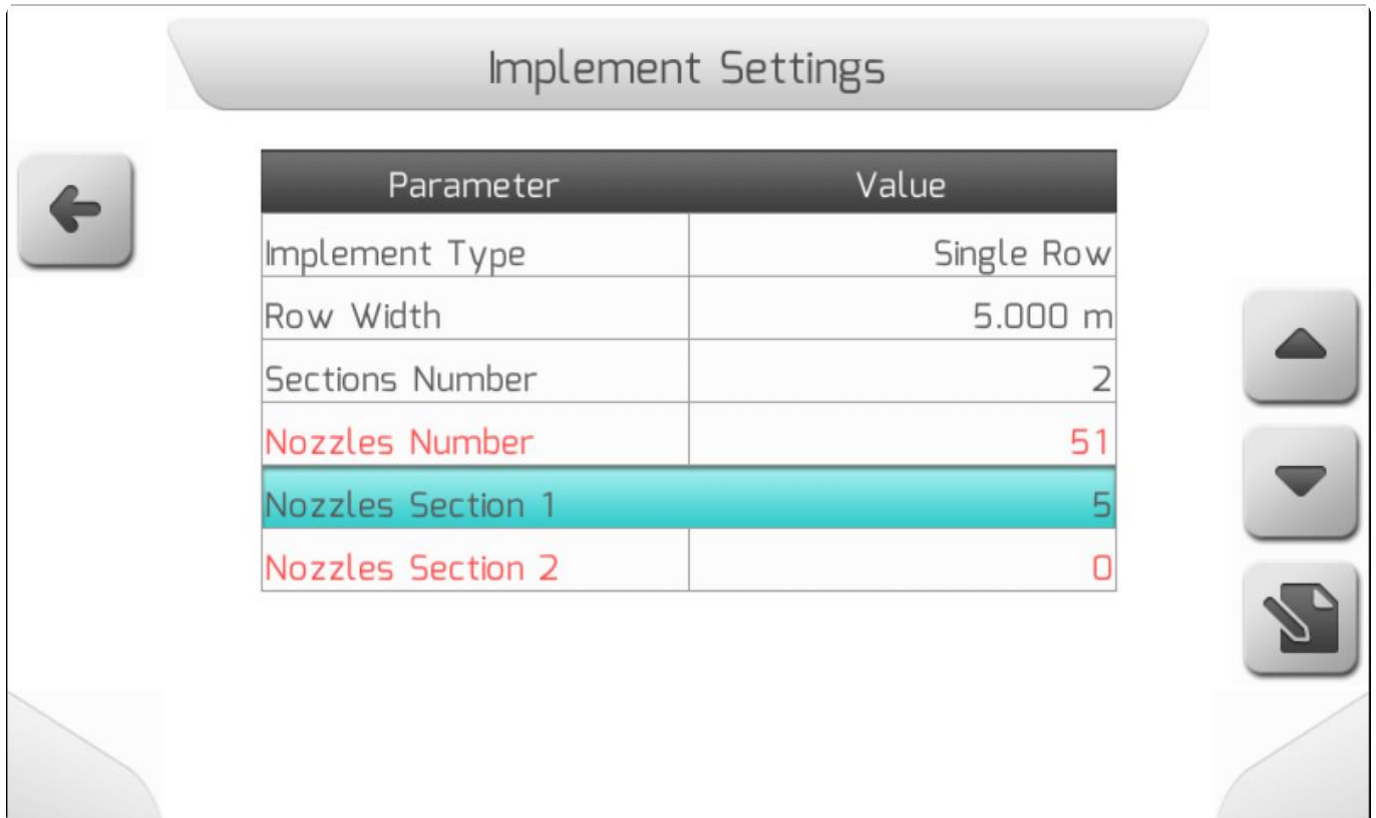 Implement Settings
Parameter Value
Implement Type Single Row
Row Width 5.000 m
Sections Number 2
Nozzles Number 51
Nozzles Section 1 5
Nozzles Section 2 0